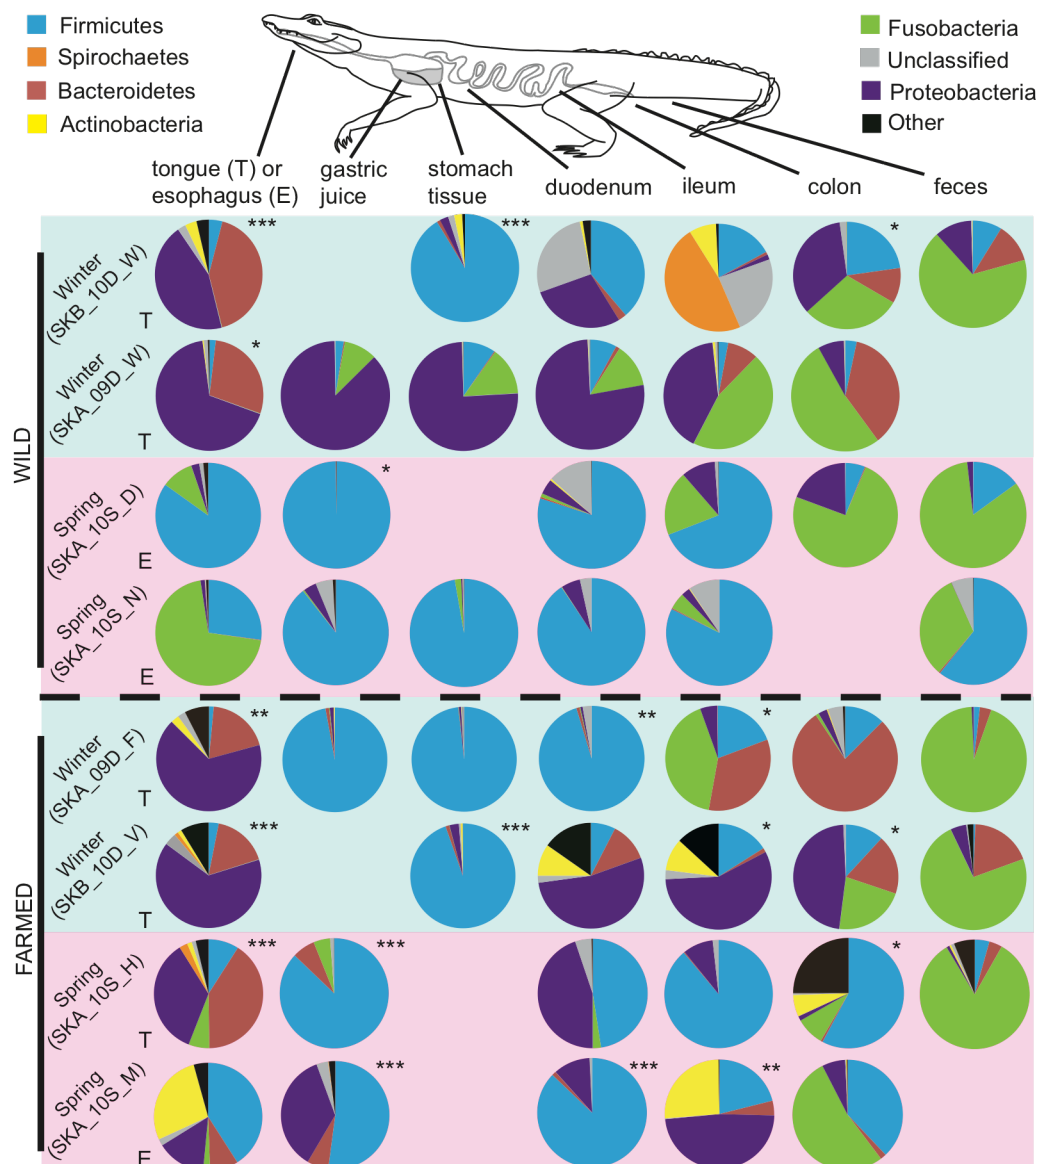 Firmicutes
Spirochaetes
Bacteroidetes
Actinobacteria
Fusobacteria
Unclassified
Proteobacteria
Other
tongue (T) or
esophagus (E)
gastric
juice
stomach
tissue
duodenum
ileum
colon
feces
WILD
Winter
(SKB_10D_W)
T
***
***
*
Winter
(SKA_09D_W)
T
*
Spring
(SKA_10S_D)
E
*
Spring
(SKA_10S_N)
E
FARMED
Winter
(SKA_09D_F)
T
**
**
*
Winter
(SKB_10D_V)
T
***
***
*
*
Spring
(SKA_10S_H)
T
***
***
*
Spring
(SKA_10S_M)
E
***
***
**